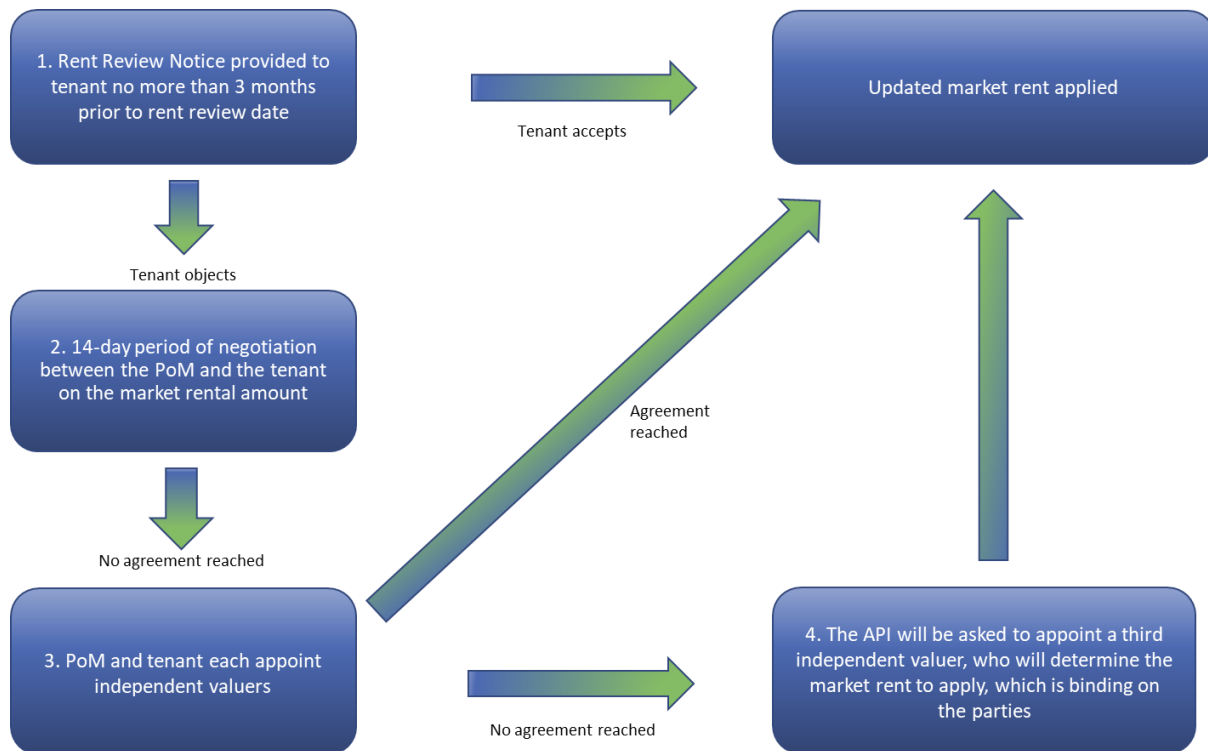 1. Rent Review Notice provided to
tenant no more than 3 months
prior to rent review date
Tenant accepts
Updated market rent applied
Tenant objects
2. 14-day period of negotiation
between the PoM and the tenant
on the market rental amount
Agreement
reached
No agreement reached
3. PoM and tenant each appoint
independent valuers
No agreement reached
4. The API will be asked to appoint a third
independent valuer, who will determine the
market rent to apply, which is binding on
the parties